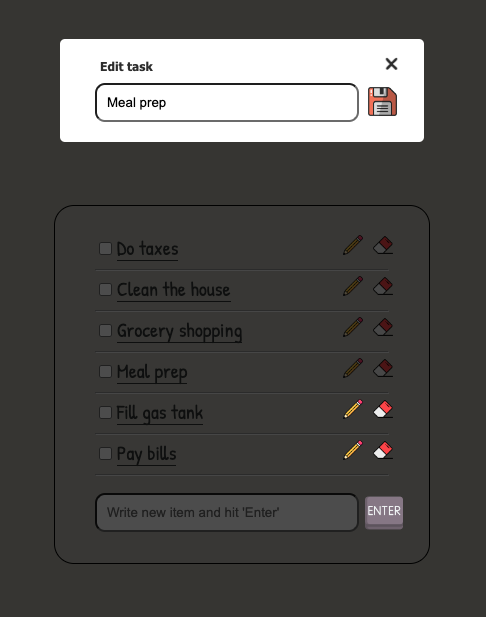 Edit task
Meal prep
Do taxes
Clean the house
Grocery shopping
Meal prep
Fill gas tank
Pay bills
Write new item and hit 'Enter'
ENTER